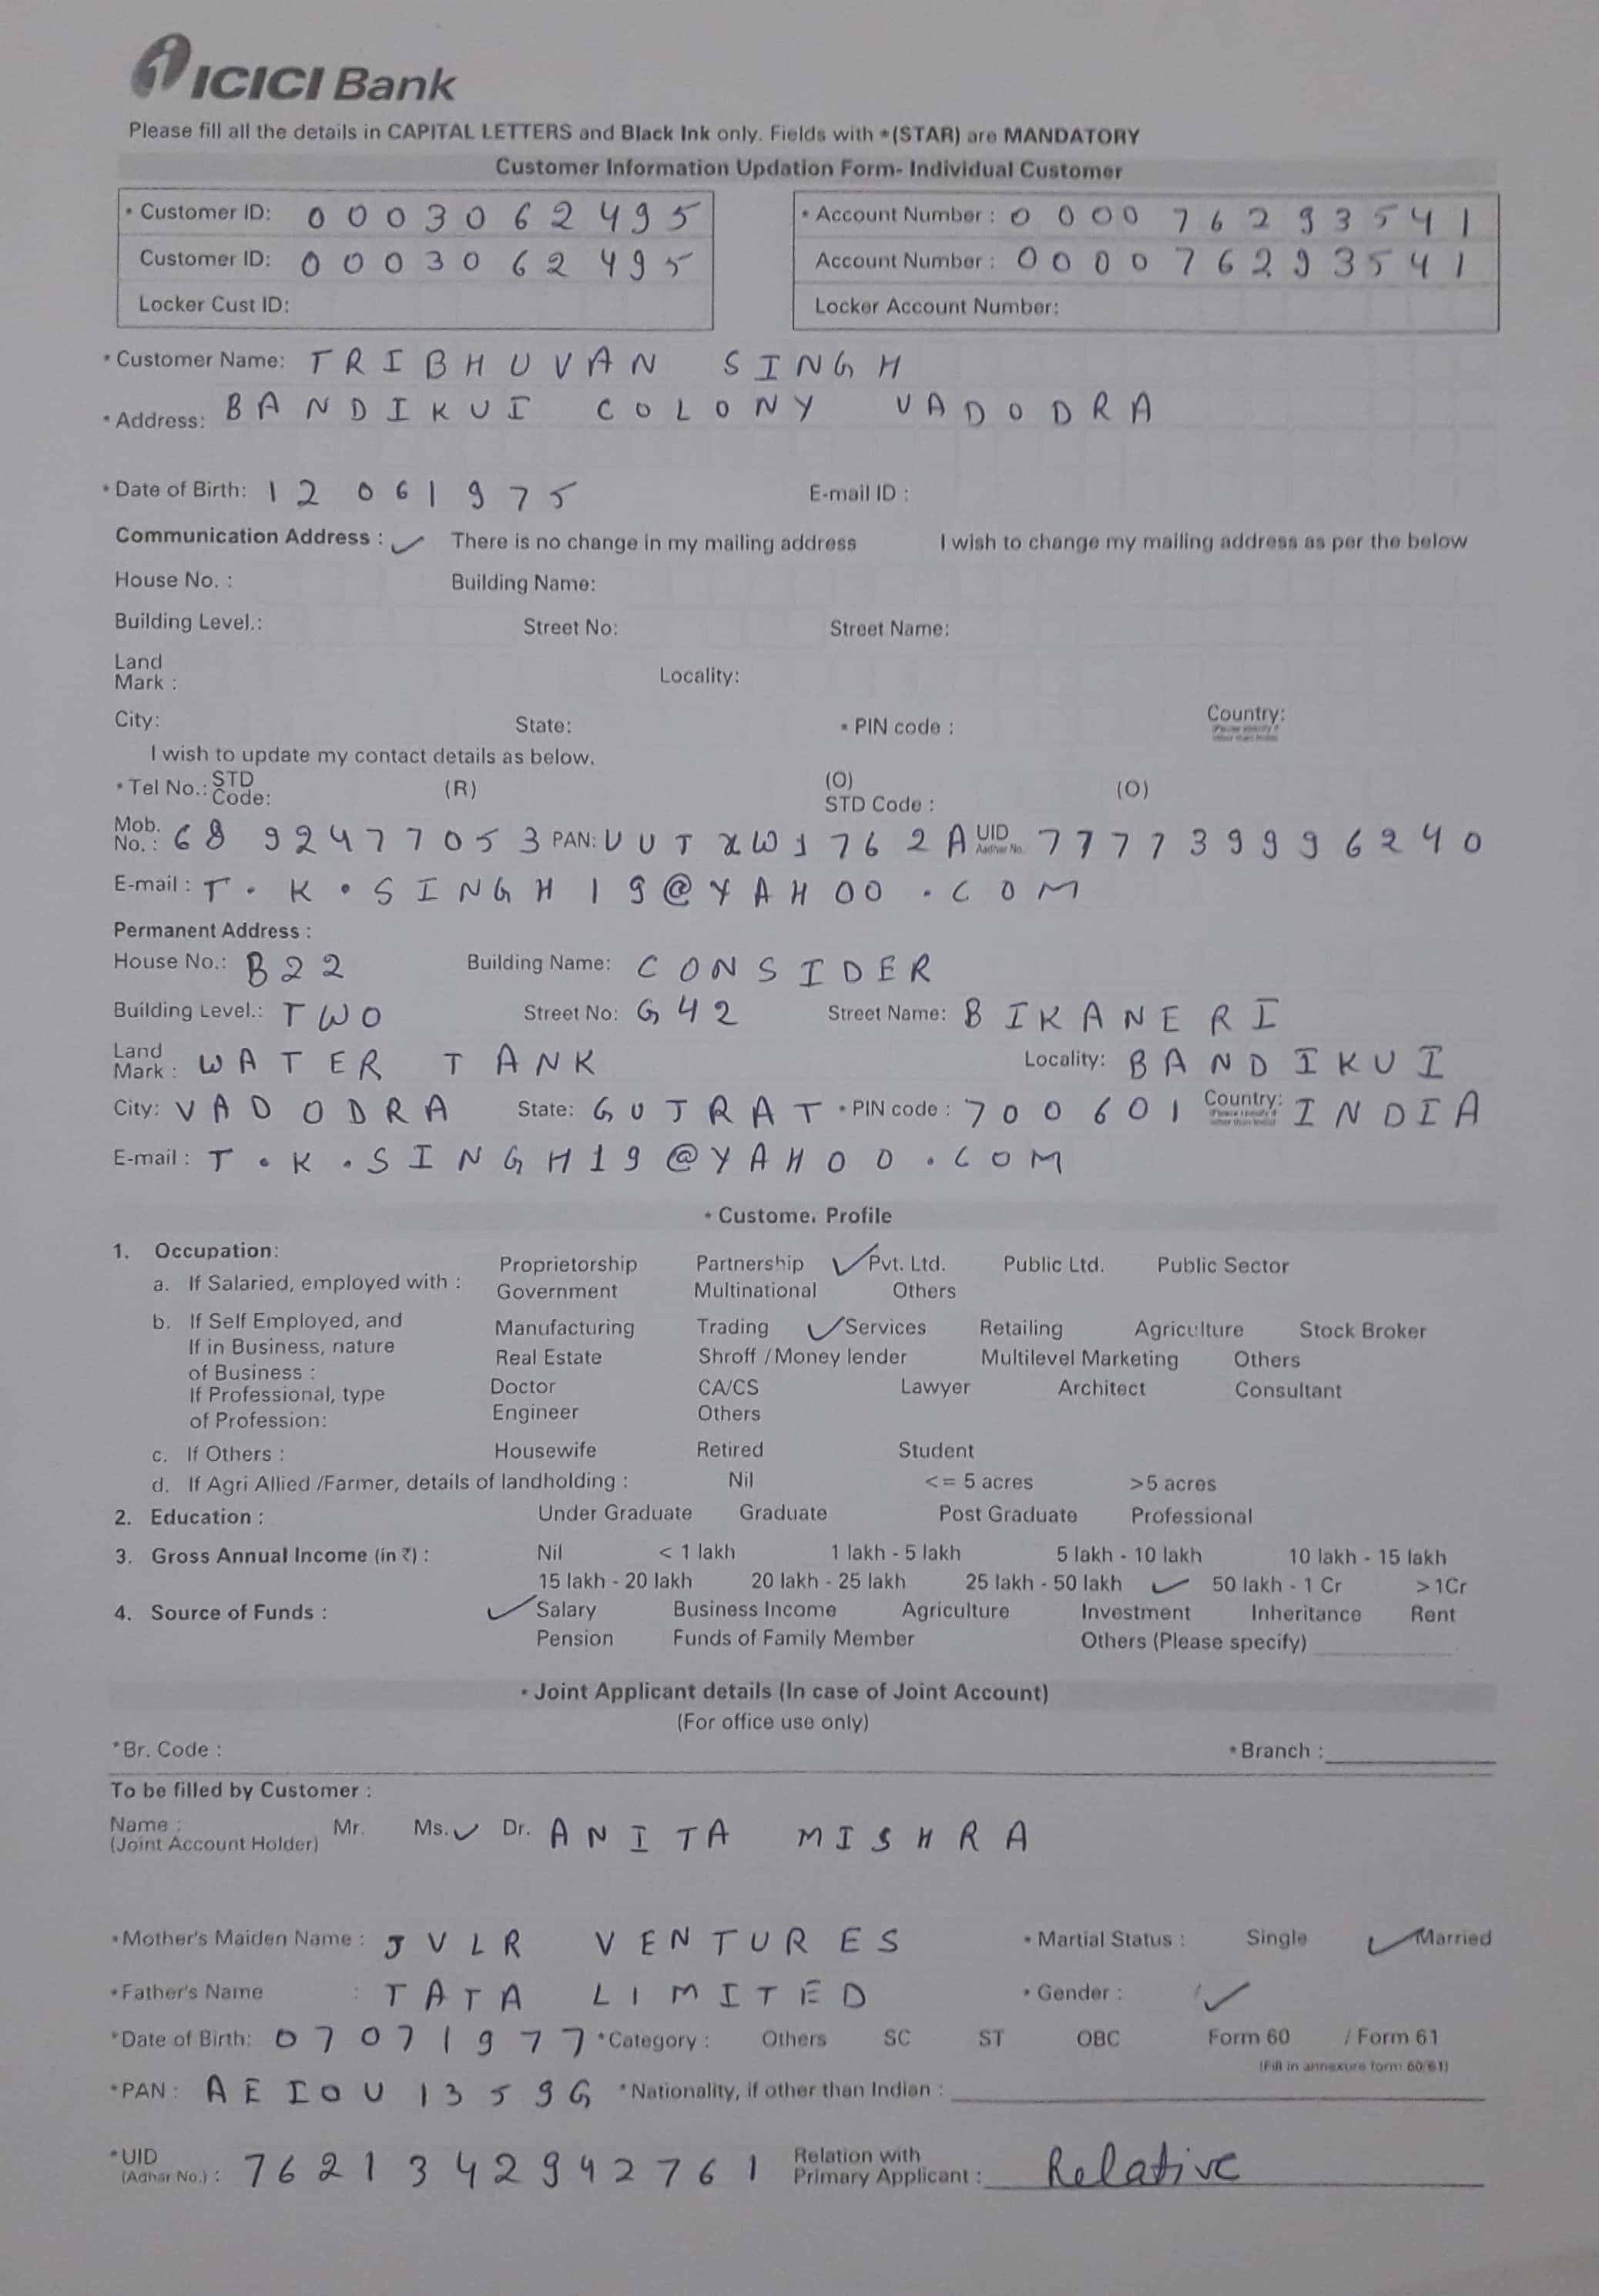 ICICI Bank
Please fill all the details in CAPITAL LETTERS and Black Ink only. Fields with *(STAR) are MANDATORY
Customer Information Updation Form- Individual Customer
* Customer ID: 0003062495 * Account Number : 000076293541
Customer ID: 0003062495 Account Number : 000076293541
Locker Cust ID: Locker Account Number:
* Customer Name: TRIBHUVAN SINGH
* Address: BANDIKUI COLONY VADODRA
* Date of Birth: 12061975 E-mail ID :
Communication Address : ✓ There is no change in my mailing address I wish to change my mailing address as per the below
House No. : Building Name:
Building Level.: Street No: Street Name:
Land Mark : Locality:
City: State: * PIN code : Country: (Please specify if other than India)
I wish to update my contact details as below.
* Tel No.: STD Code: (R) (O) STD Code : (O)
Mob. No. : 6892477053 PAN: UUTXW1762A UID Aadhar No. 777739996240
E-mail : T.K.SINGH19@YAHOO.COM
Permanent Address :
House No.: B22 Building Name: CONSIDER
Building Level.: TWO Street No: G42 Street Name: BIKANERI
Land Mark : WATER TANK Locality: BANDIKUI
City: VADODRA State: GUJRAT * PIN code : 700601 Country: (Please specify if other than India) INDIA
E-mail : T.K.SINGH19@YAHOO.COM
* Custome. Profile
1. Occupation:
a. If Salaried, employed with : Proprietorship Partnership ✓ Pvt. Ltd. Public Ltd. Public Sector
Government Multinational Others
b. If Self Employed, and If in Business, nature of Business : Manufacturing Trading ✓ Services Retailing Agriculture Stock Broker
Real Estate Shroff / Money lender Multilevel Marketing Others
If Professional, type of Profession: Doctor CA/CS Lawyer Architect Consultant
Engineer Others
c. If Others : Housewife Retired Student
d. If Agri Allied /Farmer, details of landholding : Nil <= 5 acres >5 acres
2. Education : Under Graduate Graduate Post Graduate Professional
3. Gross Annual Income (in ₹) : Nil < 1 lakh 1 lakh - 5 lakh 5 lakh - 10 lakh 10 lakh - 15 lakh
15 lakh - 20 lakh 20 lakh - 25 lakh 25 lakh - 50 lakh ✓ 50 lakh - 1 Cr >1Cr
4. Source of Funds : ✓ Salary Business Income Agriculture Investment Inheritance Rent
Pension Funds of Family Member Others (Please specify)
* Joint Applicant details (In case of Joint Account)
(For office use only)
*Br. Code : * Branch :
To be filled by Customer :
Name : (Joint Account Holder) Mr. Ms. ✓ Dr. ANITA MISHRA
*Mother's Maiden Name : JVLR VENTURES * Martial Status : Single ✓ Married
*Father's Name : TATA LIMITED * Gender : / ✓
*Date of Birth: 07071977 *Category : Others SC ST OBC Form 60 / Form 61
(Fill in annexure form 60/61)
*PAN : AEIOU1359G *Nationality, if other than Indian :
*UID (Adhar No.) : 7621342942761 Relation with Primary Applicant : Relative